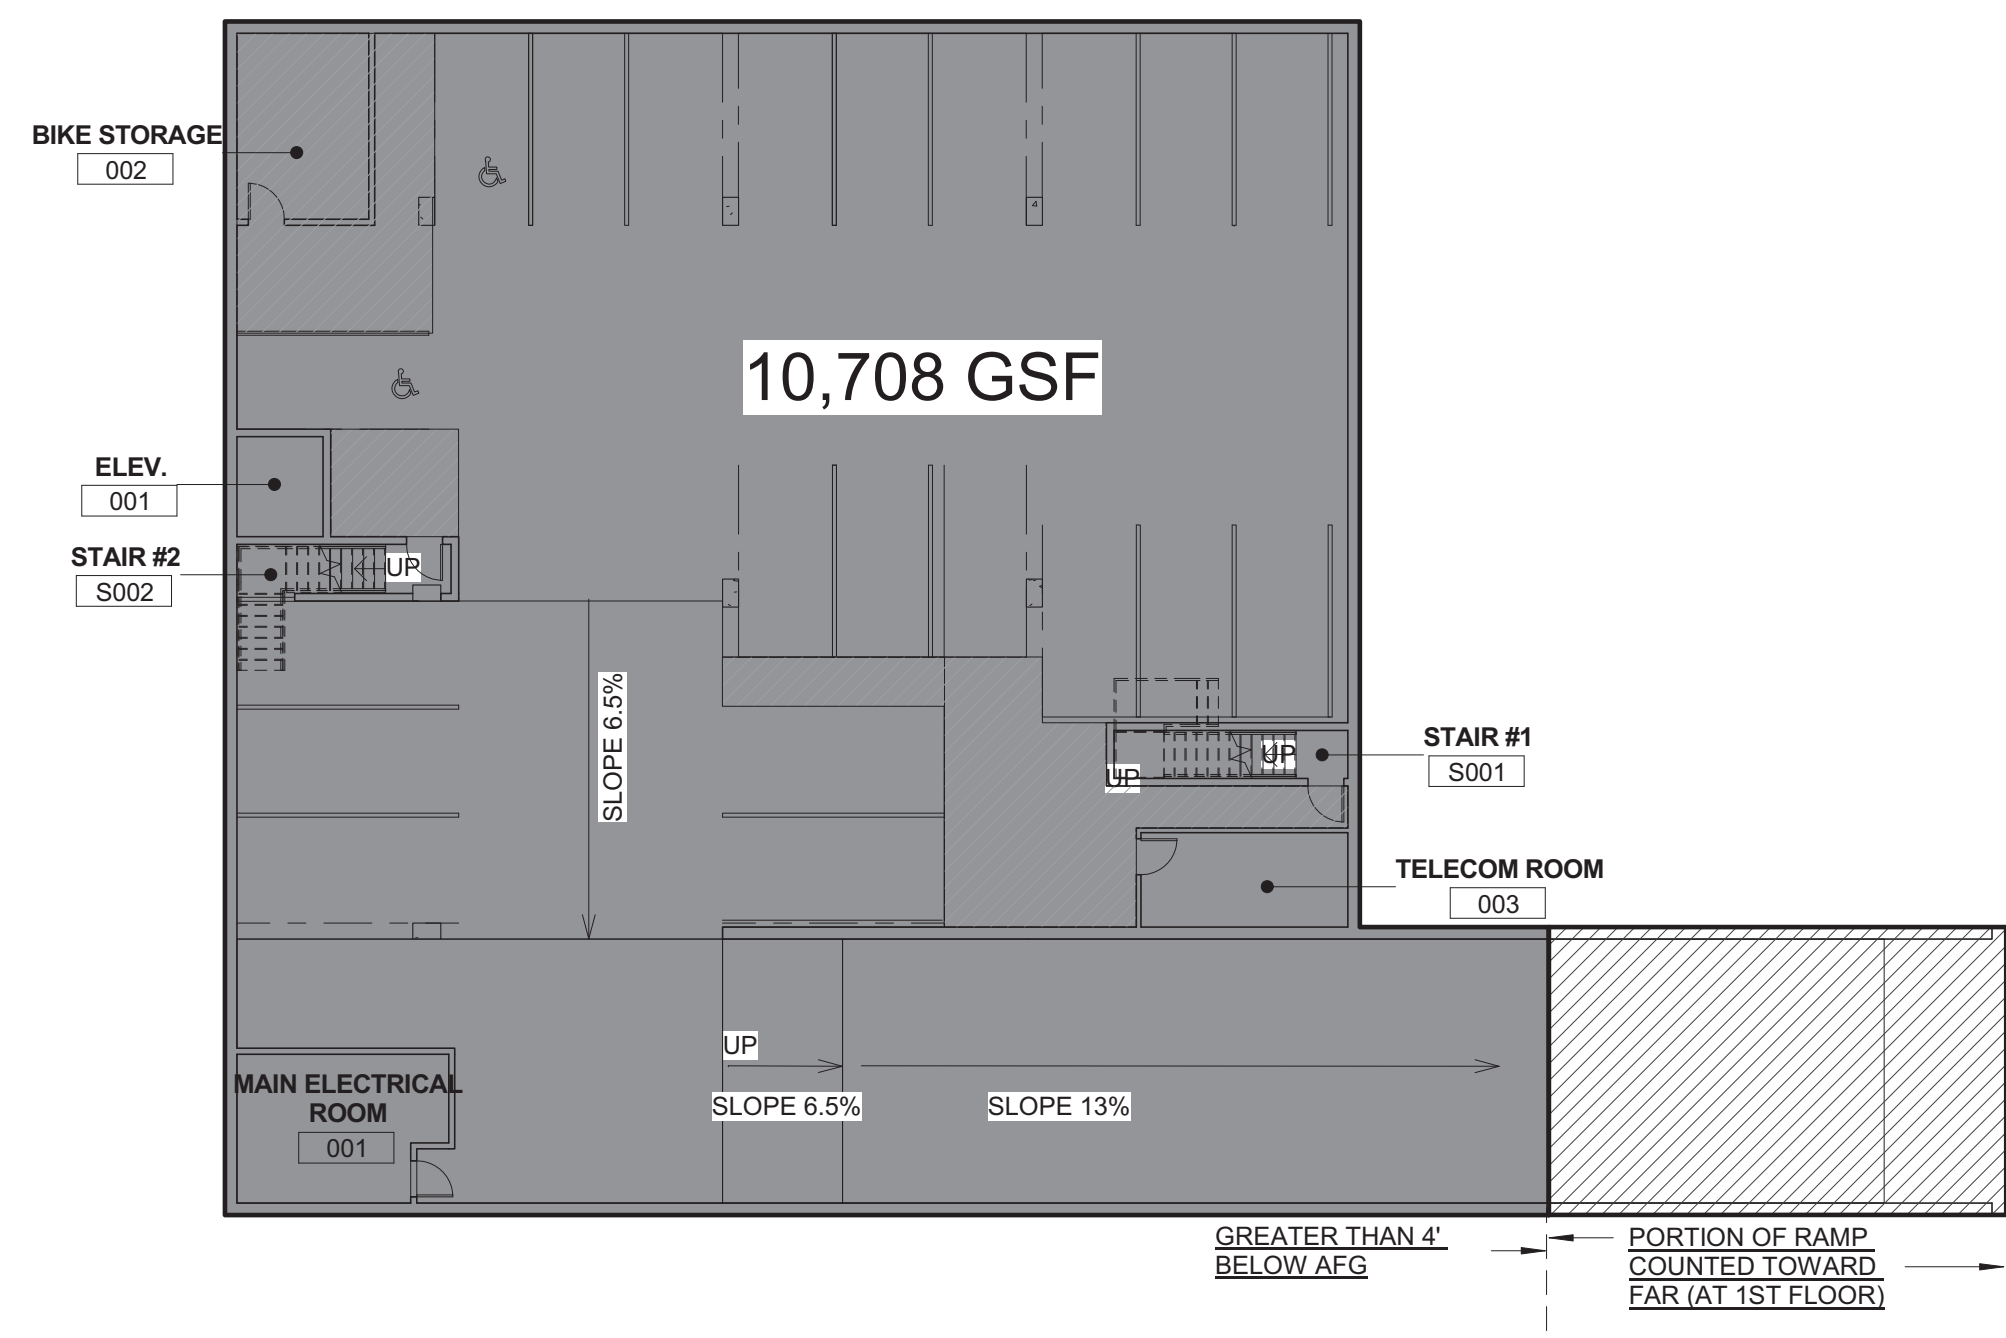 BIKE STORAGE
002
10,708 GSF
ELEV.
001
STAIR #2
S002
UP
SLOPE 6.5%
STAIR #1
S001
UP
UP
TELECOM ROOM
003
UP
SLOPE 6.5%
SLOPE 13%
MAIN ELECTRICAL
ROOM
001
GREATER THAN 4'
BELOW AFG
PORTION OF RAMP
COUNTED TOWARD
FAR (AT 1ST FLOOR)